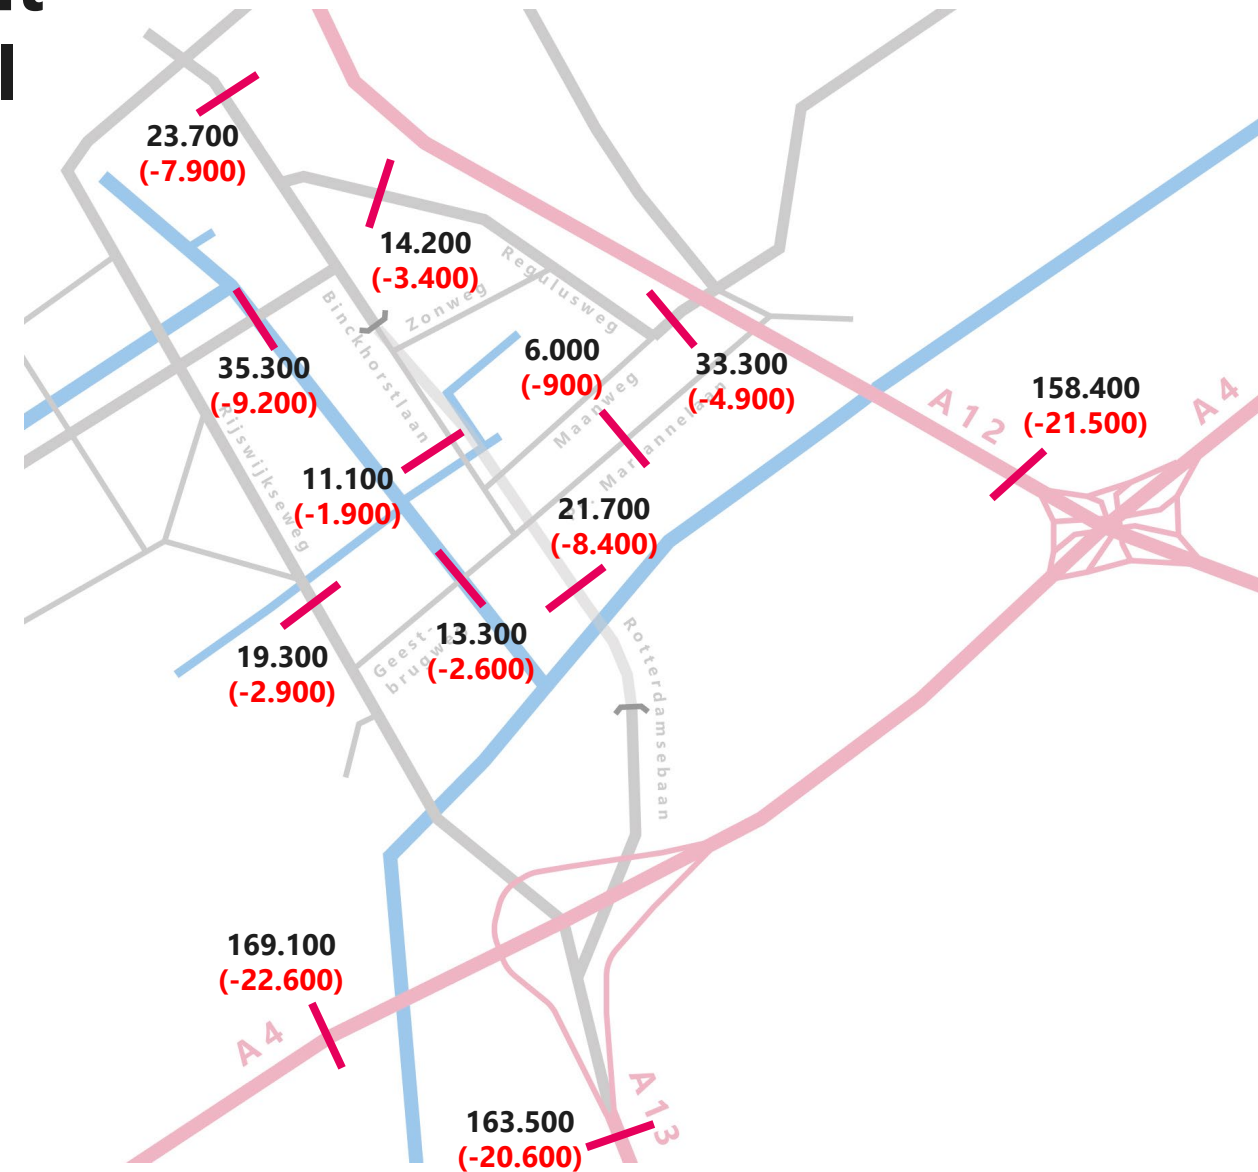 23.700
(-7.900)
14.200
(-3.400)
Regulusweg
Zonweg
Binckhorstlaan
6.000
(-900)
33.300
(-4.900)
35.300
(-9.200)
158.400
(-21.500)
A12
A4
Maanweg
Rijswijkseweg
11.100
(-1.900)
21.700
(-8.400)
13.300
(-2.600)
Geest-
19.300
(-2.900)
Rotterdamsebaan
169.100
(-22.600)
A4
A13
163.500
(-20.600)